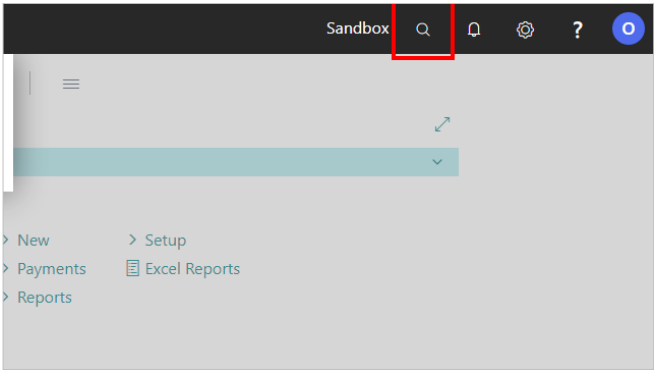 Sandbox
?
O
New
Setup
Payments
Excel Reports
Reports